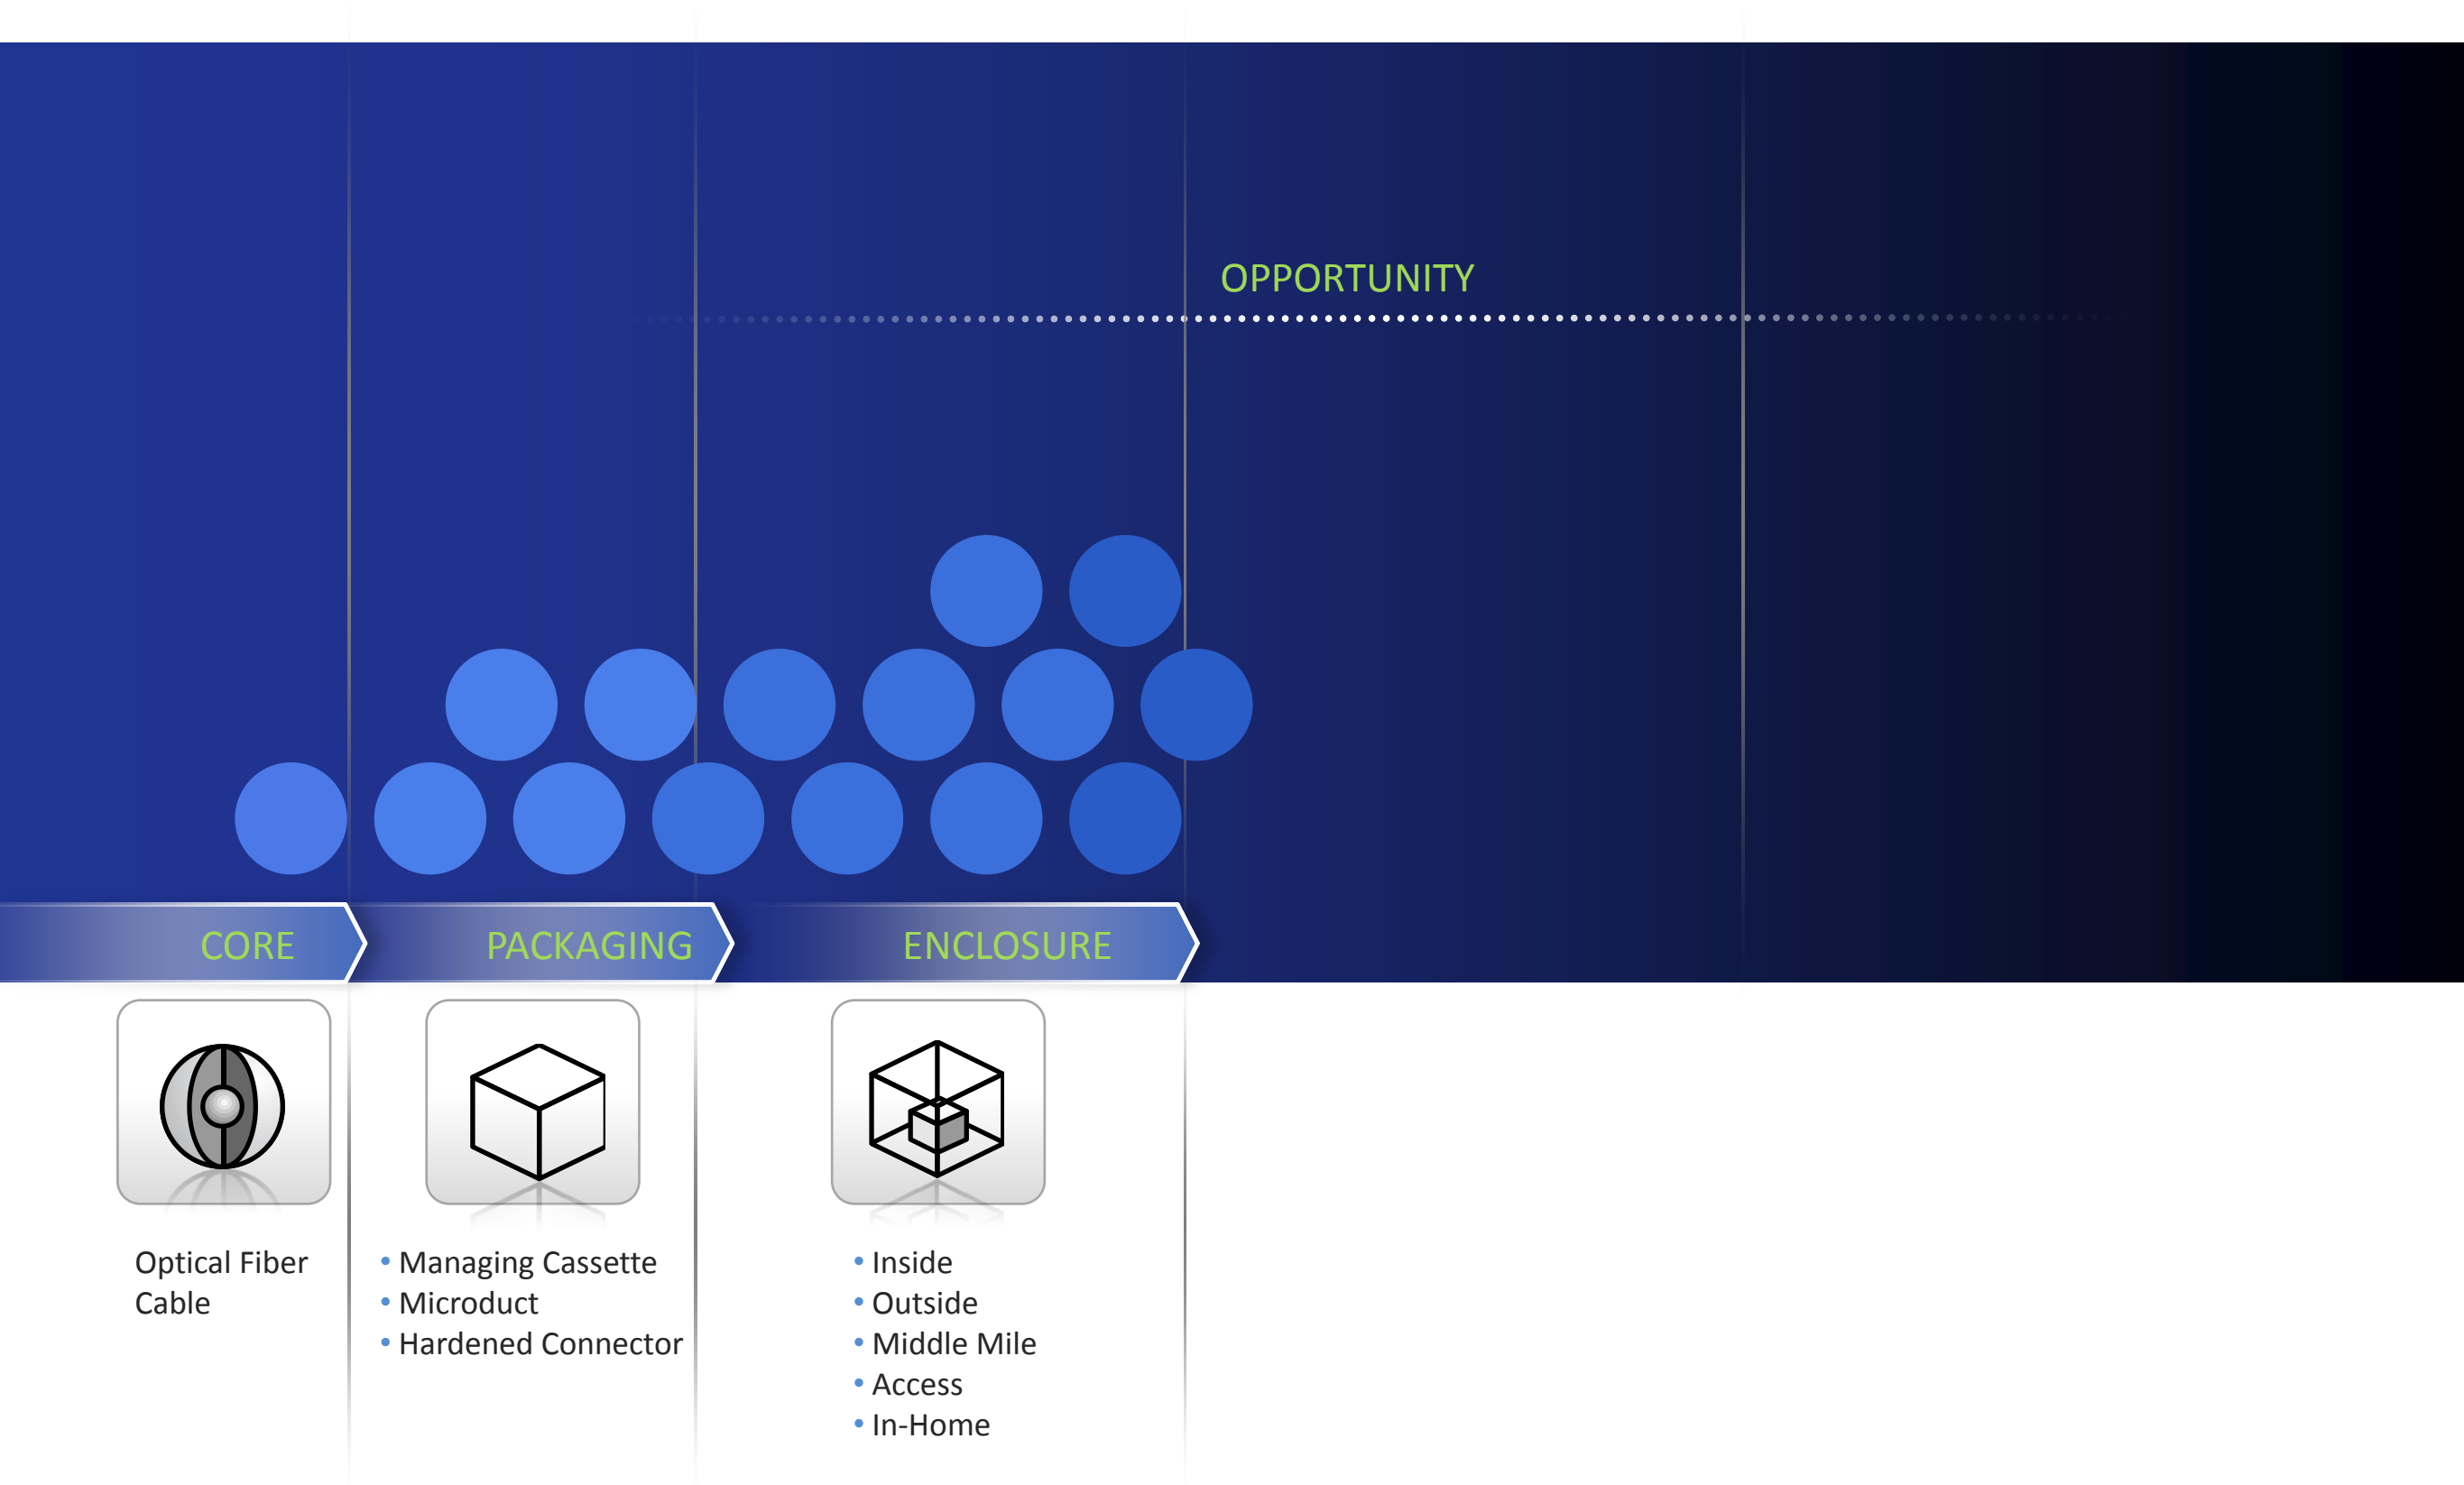 OPPORTUNITY
CORE
PACKAGING
ENCLOSURE
Optical Fiber
Cable
• Managing Cassette
• Microduct
• Hardened Connector
• Inside
• Outside
• Middle Mile
• Access
• In-Home